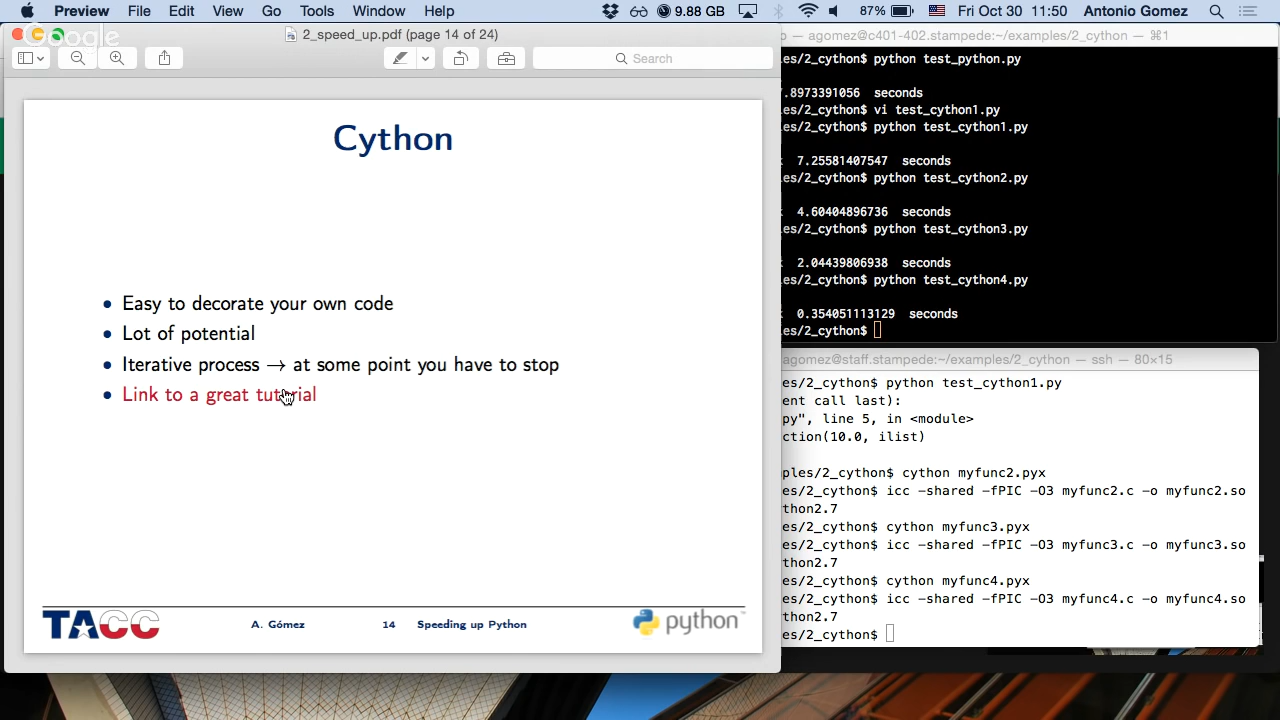 Preview File Edit View Go Tools Window Help 9.88 GB 87% Fri Oct 30 11:50 Antonio Gomez
Google
2_speed_up.pdf (page 14 of 24)
Search
Cython
• Easy to decorate your own code
• Lot of potential
• Iterative process → at some point you have to stop
• Link to a great tutorial
TACC
A. Gómez 14 Speeding up Python
python
— agomez@c401-402.stampede:~/examples/2_cython — ⌘1
es/2_cython$ python test_python.py
.8973391056 seconds
es/2_cython$ vi test_cython1.py
es/2_cython$ python test_cython1.py
: 7.25581407547 seconds
es/2_cython$ python test_cython2.py
: 4.60404896736 seconds
es/2_cython$ python test_cython3.py
: 2.04439806938 seconds
es/2_cython$ python test_cython4.py
: 0.354051113129 seconds
es/2_cython$
agomez@staff.stampede:~/examples/2_cython — ssh — 80×15
es/2_cython$ python test_cython1.py
ent call last):
py", line 5, in <module>
ction(10.0, ilist)
ples/2_cython$ cython myfunc2.pyx
es/2_cython$ icc -shared -fPIC -O3 myfunc2.c -o myfunc2.so
thon2.7
es/2_cython$ cython myfunc3.pyx
es/2_cython$ icc -shared -fPIC -O3 myfunc3.c -o myfunc3.so
thon2.7
es/2_cython$ cython myfunc4.pyx
es/2_cython$ icc -shared -fPIC -O3 myfunc4.c -o myfunc4.so
thon2.7
es/2_cython$